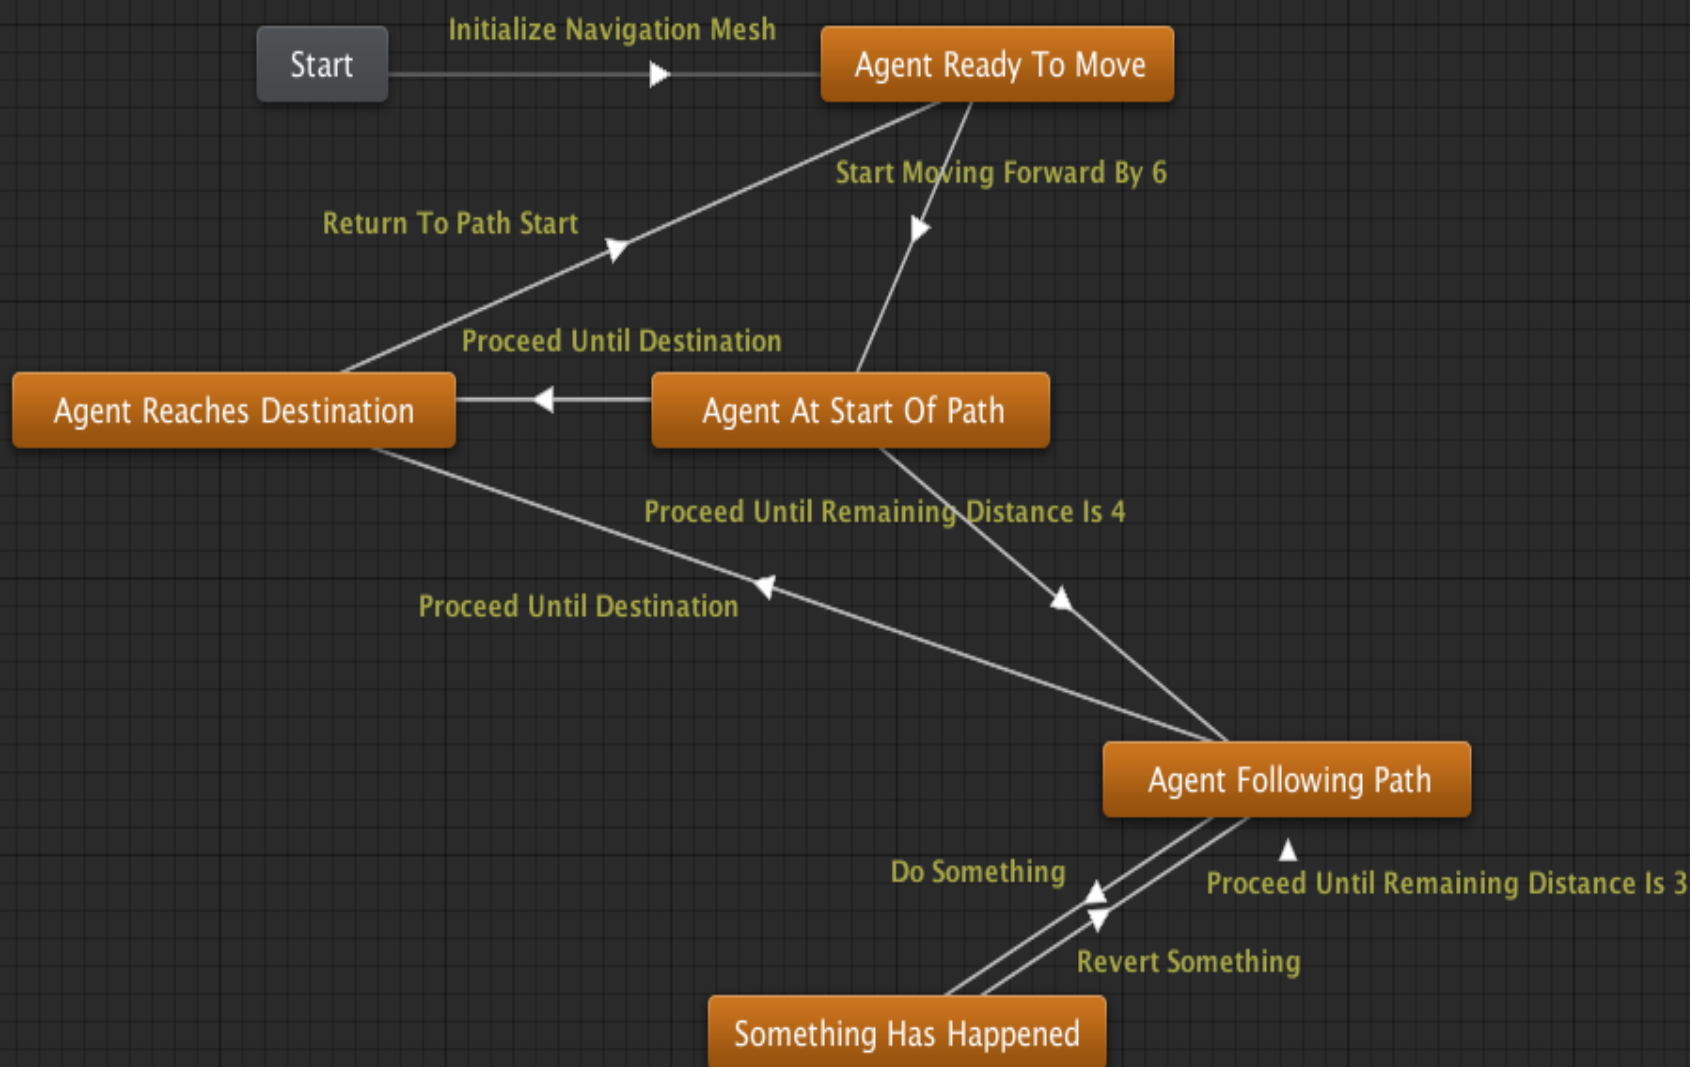 Initialize Navigation Mesh
Start
Agent Ready To Move
Start Moving Forward By 6
Return To Path Start
Proceed Until Destination
Agent Reaches Destination
Agent At Start Of Path
Proceed Until Remaining Distance Is 4
Proceed Until Destination
Agent Following Path
Do Something
Proceed Until Remaining Distance Is 3
Revert Something
Something Has Happened